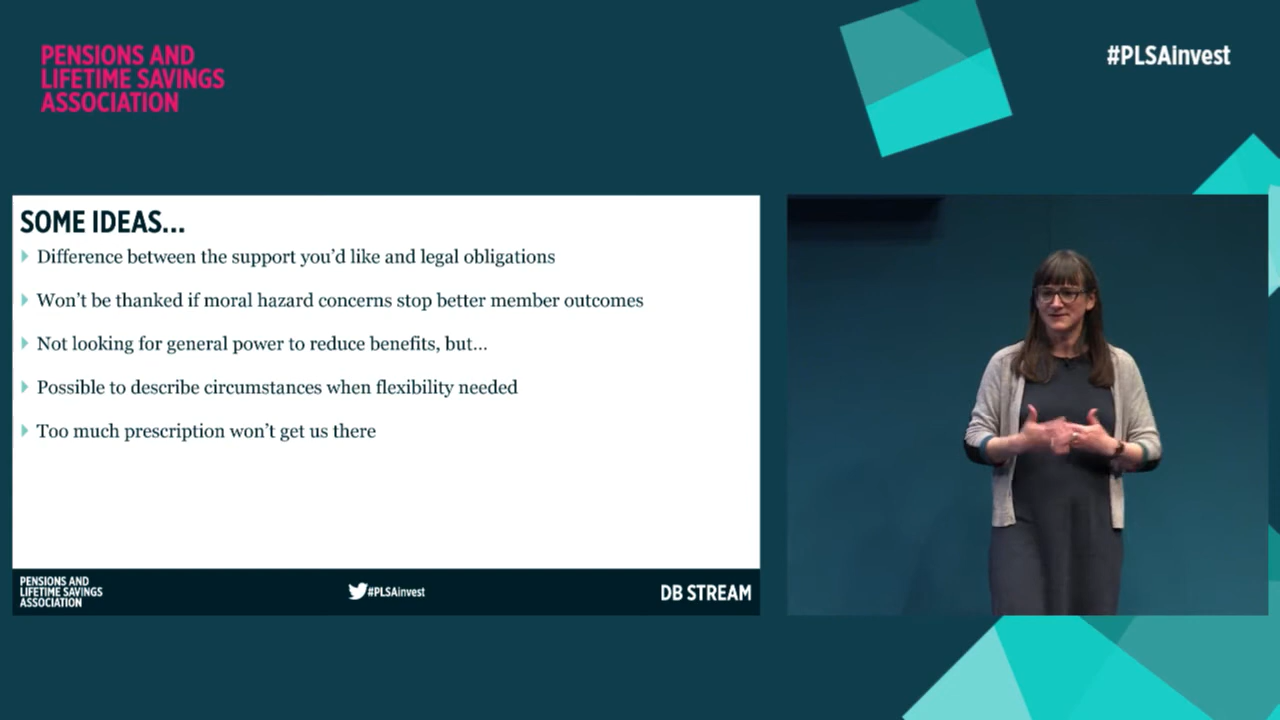 PENSIONS AND
LIFETIME SAVINGS
ASSOCIATION
#PLSAinvest
SOME IDEAS...
Difference between the support you’d like and legal obligations
Won’t be thanked if moral hazard concerns stop better member outcomes
Not looking for general power to reduce benefits, but...
Possible to describe circumstances when flexibility needed
Too much prescription won’t get us there
PENSIONS AND
LIFETIME SAVINGS
ASSOCIATION
#PLSAinvest
DB STREAM